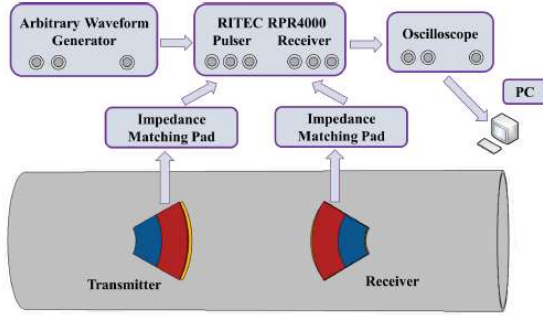 Arbitrary Waveform
Generator
RITEC RPR4000
Pulser Receiver
Oscilloscope
PC
Impedance
Matching Pad
Impedance
Matching Pad
Transmitter
Receiver